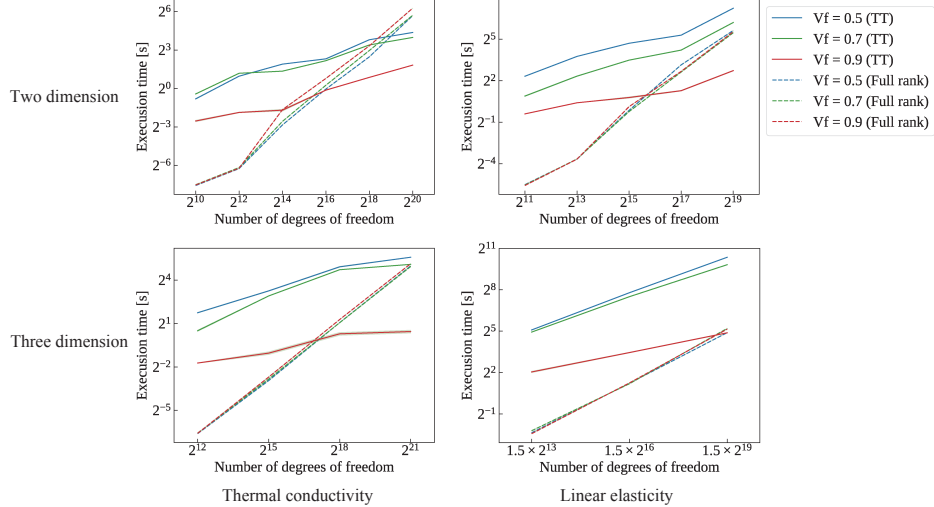 Two dimension
Execusion time [s]
2^6
2^3
2^0
2^−3
2^−6
2^10 2^12 2^14 2^16 2^18 2^20
Number of degrees of freedom
Execusion time [s]
2^5
2^2
2^−1
2^−4
2^11 2^13 2^15 2^17 2^19
Number of degrees of freedom
Vf = 0.5 (TT)
Vf = 0.7 (TT)
Vf = 0.9 (TT)
Vf = 0.5 (Full rank)
Vf = 0.7 (Full rank)
Vf = 0.9 (Full rank)
Three dimension
Execusion time [s]
2^4
2^1
2^−2
2^−5
2^12 2^15 2^18 2^21
Number of degrees of freedom
Thermal conductivity
Execusion time [s]
2^11
2^8
2^5
2^2
2^−1
1.5 × 2^13 1.5 × 2^16 1.5 × 2^19
Number of degrees of freedom
Linear elasticity